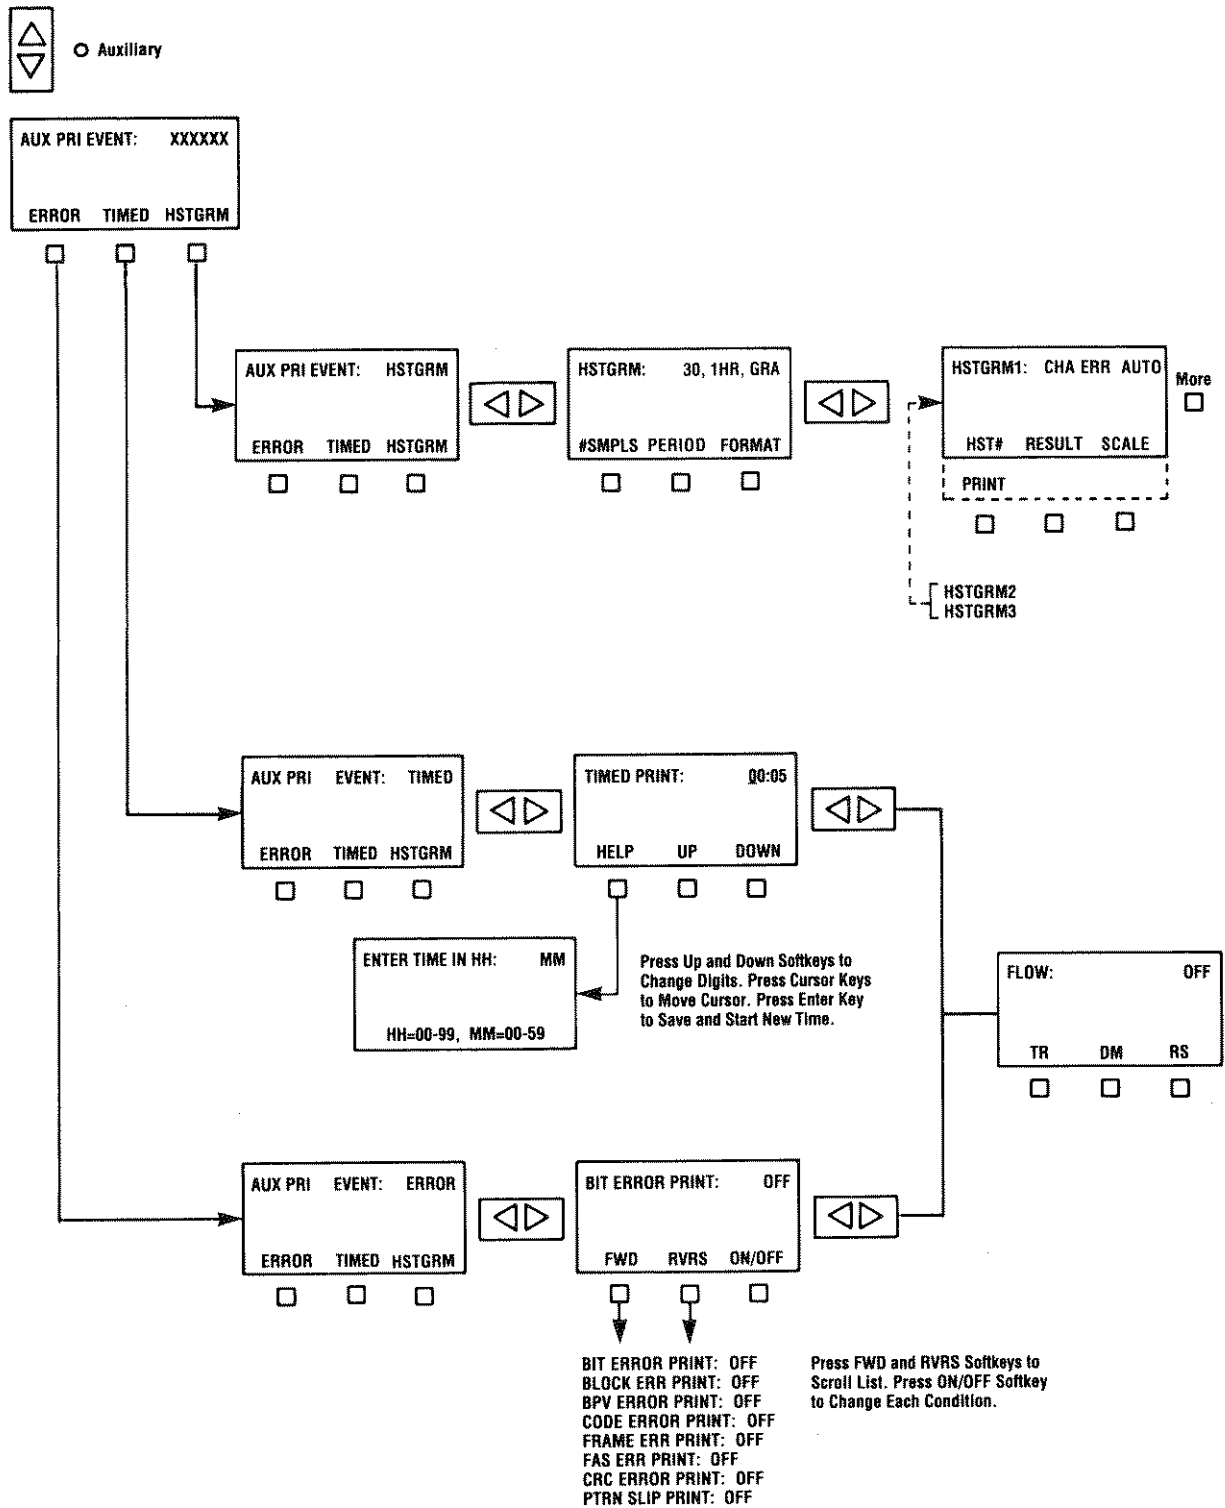 Auxiliary
AUX PRI EVENT: XXXXXX
ERROR TIMED HSTGRM
AUX PRI EVENT: HSTGRM
ERROR TIMED HSTGRM
HSTGRM: 30, 1HR, GRA
#SMPLS PERIOD FORMAT
HSTGRM1: CHA ERR AUTO
HST# RESULT SCALE
PRINT
More
HSTGRM2
HSTGRM3
AUX PRI EVENT: TIMED
ERROR TIMED HSTGRM
TIMED PRINT: 00:05
HELP UP DOWN
ENTER TIME IN HH: MM
HH=00-99, MM=00-59
Press Up and Down Softkeys to
Change Digits. Press Cursor Keys
to Move Cursor. Press Enter Key
to Save and Start New Time.
FLOW: OFF
TR DM RS
AUX PRI EVENT: ERROR
ERROR TIMED HSTGRM
BIT ERROR PRINT: OFF
FWD RVRS ON/OFF
BIT ERROR PRINT: OFF
BLOCK ERR PRINT: OFF
BPV ERROR PRINT: OFF
CODE ERROR PRINT: OFF
FRAME ERR PRINT: OFF
FAS ERR PRINT: OFF
CRC ERROR PRINT: OFF
PTRN SLIP PRINT: OFF
Press FWD and RVRS Softkeys to
Scroll List. Press ON/OFF Softkey
to Change Each Condition.